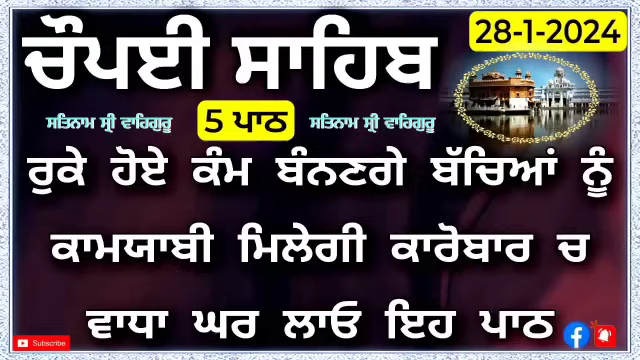 28-1-2024
ਚੌਪਈ ਸਾਹਿਬ
ਸਤਿਨਾਮ ਸ੍ਰੀ ਵਾਹਿਗੁਰੂ 5 ਪਾਠ ਸਤਿਨਾਮ ਸ੍ਰੀ ਵਾਹਿਗੁਰੂ
ਰੁਕੇ ਹੋਏ ਕੰਮ ਬੰਨਣਗੇ ਬੱਚਿਆਂ ਨੂੰ
ਕਾਮਯਾਬੀ ਮਿਲੇਗੀ ਕਾਰੋਬਾਰ ਚ
ਵਾਧਾ ਘਰ ਲਾਓ ਇਹ ਪਾਠ
Subscribe